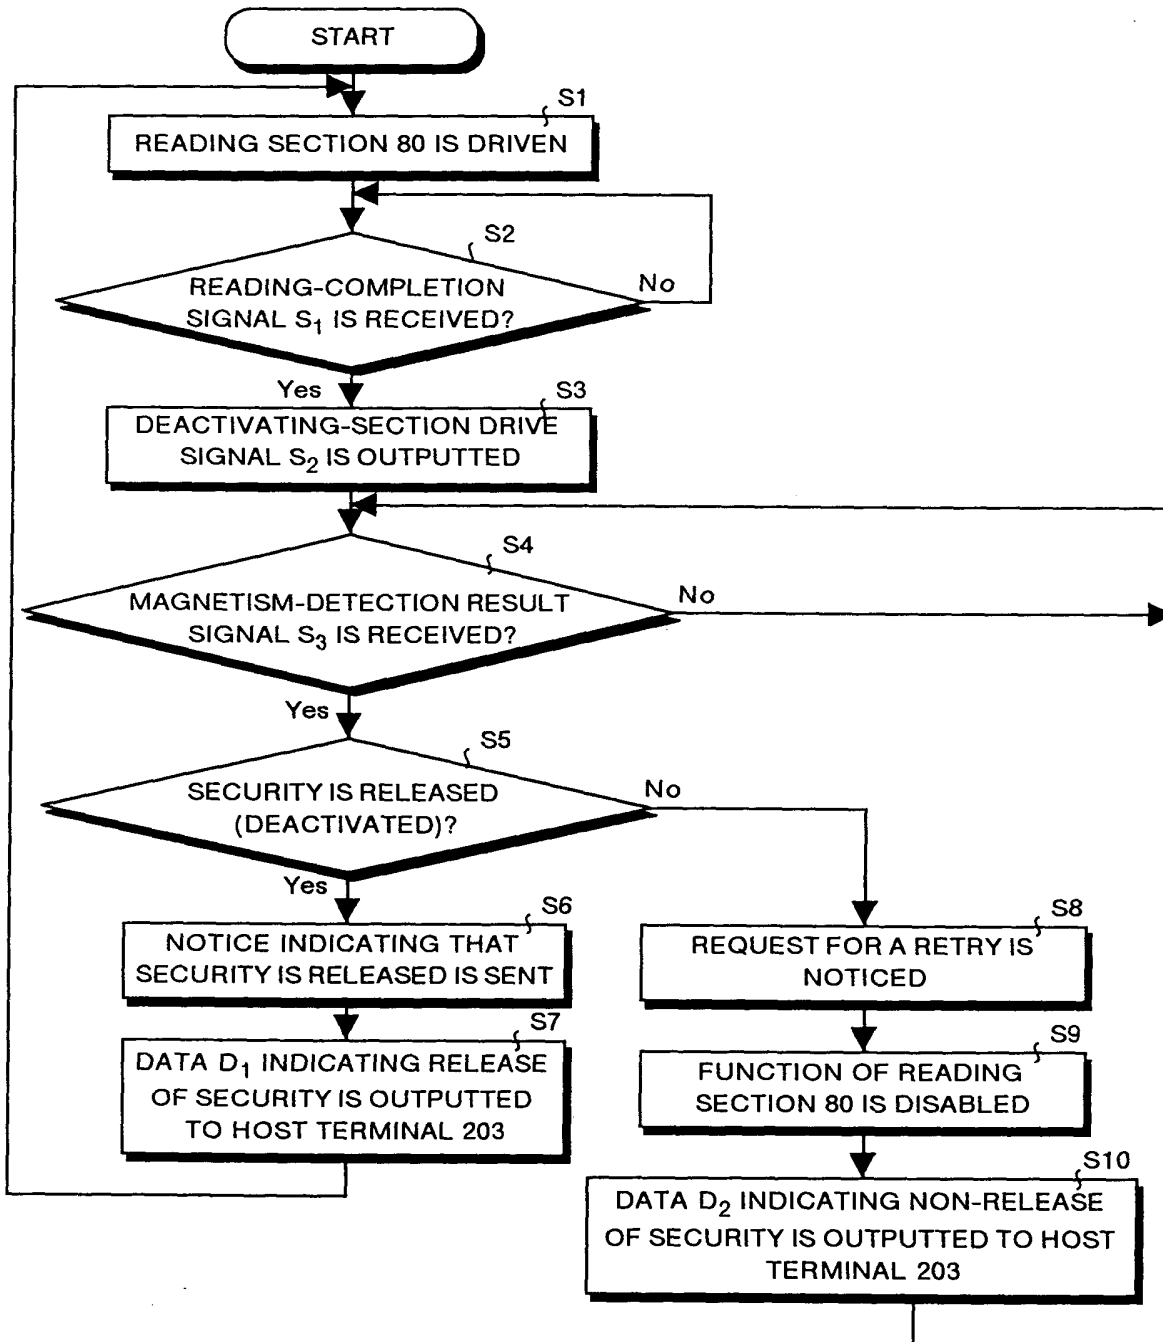 START
S1
READING SECTION 80 IS DRIVEN
S2
READING-COMPLETION
SIGNAL S1 IS RECEIVED?
No
Yes
S3
DEACTIVATING-SECTION DRIVE
SIGNAL S2 IS OUTPUTTED
S4
MAGNETISM-DETECTION RESULT
SIGNAL S3 IS RECEIVED?
No
Yes
S5
SECURITY IS RELEASED
(DEACTIVATED)?
No
Yes
S6
NOTICE INDICATING THAT
SECURITY IS RELEASED IS SENT
S7
DATA D1 INDICATING RELEASE
OF SECURITY IS OUTPUTTED
TO HOST TERMINAL 203
S8
REQUEST FOR A RETRY IS
NOTICED
S9
FUNCTION OF READING
SECTION 80 IS DISABLED
S10
DATA D2 INDICATING NON-RELEASE
OF SECURITY IS OUTPUTTED TO HOST
TERMINAL 203